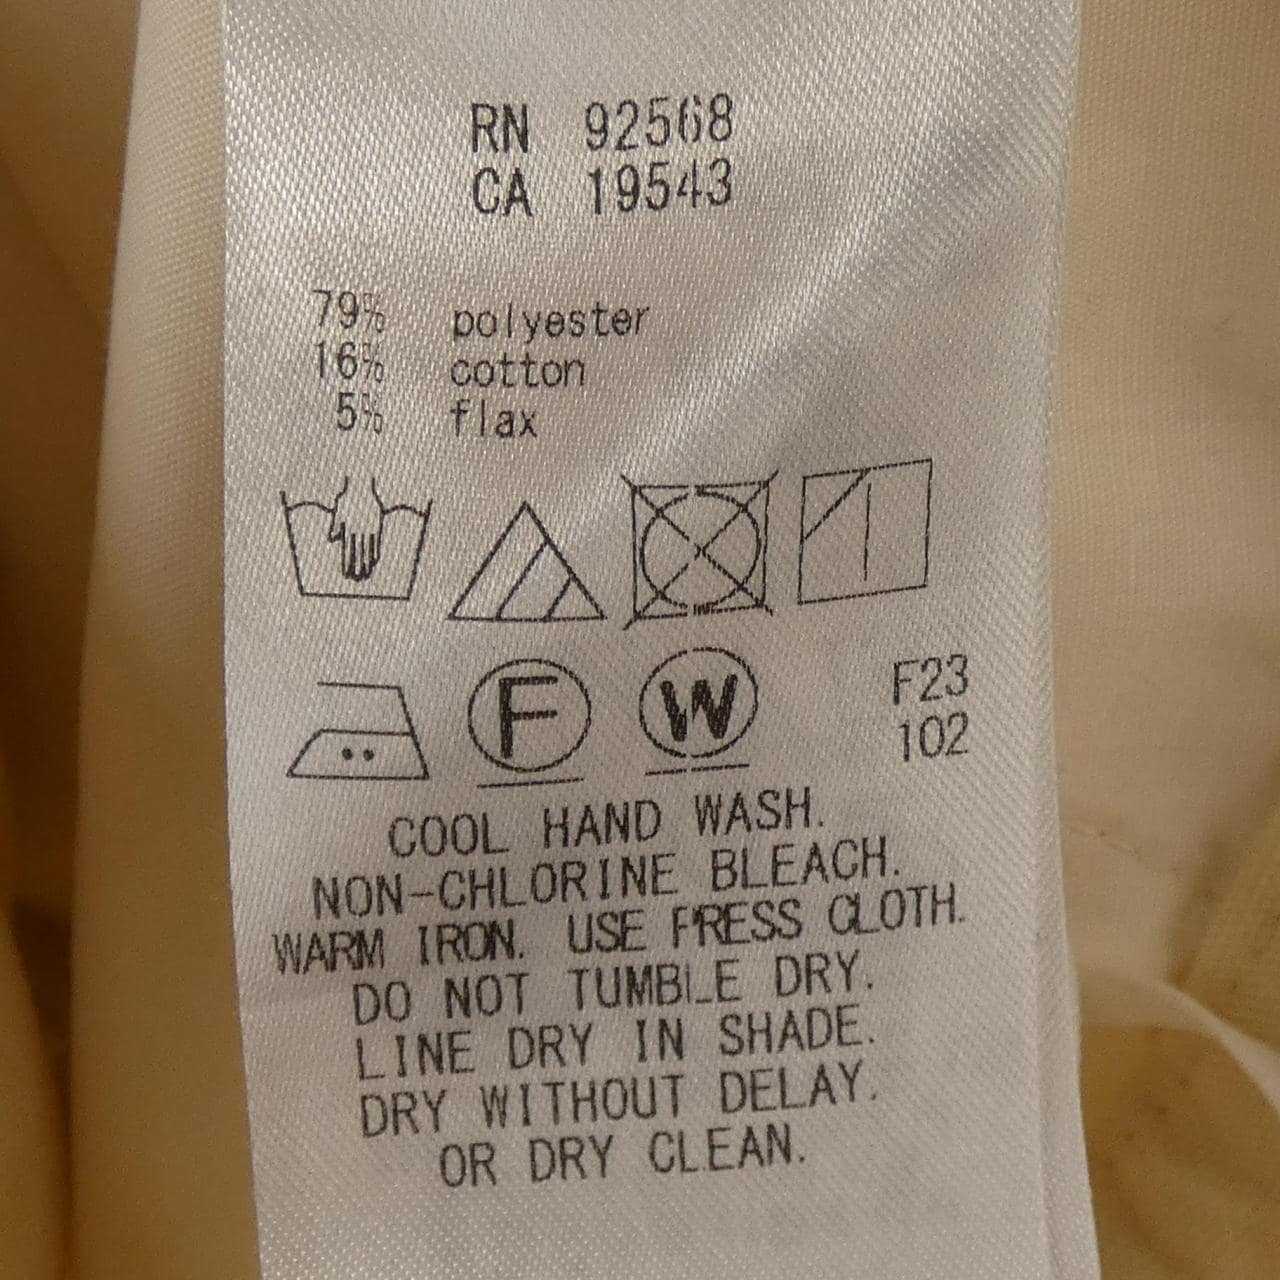 RN 92568
CA 19543
79% polyester
16% cotton
5% flax
F
W
F23
102
COOL HAND WASH.
NON-CHLORINE BLEACH.
WARM IRON. USE PRESS CLOTH.
DO NOT TUMBLE DRY.
LINE DRY IN SHADE.
DRY WITHOUT DELAY.
OR DRY CLEAN.